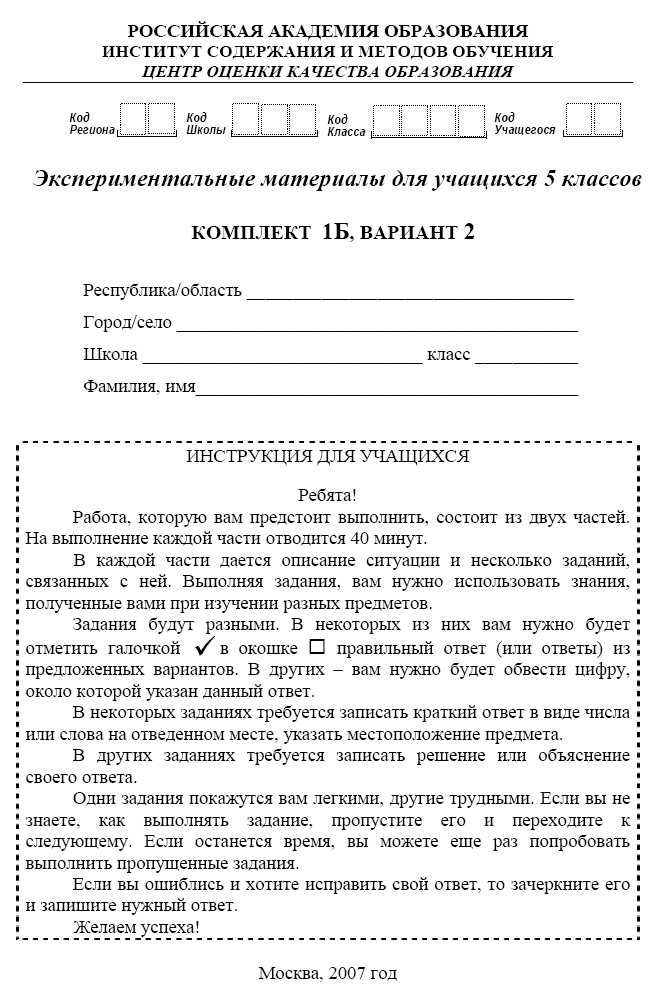 РОССИЙСКАЯ АКАДЕМИЯ ОБРАЗОВАНИЯ
ИНСТИТУТ СОДЕРЖАНИЯ И МЕТОДОВ ОБУЧЕНИЯ
ЦЕНТР ОЦЕНКИ КАЧЕСТВА ОБРАЗОВАНИЯ
Код Региона Код Школы Код Класса Код Учащегося
Экспериментальные материалы для учащихся 5 классов
КОМПЛЕКТ 1Б, ВАРИАНТ 2
Республика/область ___________________________________
Город/село ___________________________________________
Школа ______________________________ класс ___________
Фамилия, имя_________________________________________
ИНСТРУКЦИЯ ДЛЯ УЧАЩИХСЯ
Ребята!
Работа, которую вам предстоит выполнить, состоит из двух частей.
На выполнение каждой части отводится 40 минут.
В каждой части дается описание ситуации и несколько заданий,
связанных с ней. Выполняя задания, вам нужно использовать знания,
полученные вами при изучении разных предметов.
Задания будут разными. В некоторых из них вам нужно будет
отметить галочкой ✓ в окошке □ правильный ответ (или ответы) из
предложенных вариантов. В других – вам нужно будет обвести цифру,
около которой указан данный ответ.
В некоторых заданиях требуется записать краткий ответ в виде числа
или слова на отведенном месте, указать местоположение предмета.
В других заданиях требуется записать решение или объяснение
своего ответа.
Одни задания покажутся вам легкими, другие трудными. Если вы не
знаете, как выполнять задание, пропустите его и переходите к
следующему. Если останется время, вы можете еще раз попробовать
выполнить пропущенные задания.
Если вы ошиблись и хотите исправить свой ответ, то зачеркните его
и запишите нужный ответ.
Желаем успеха!
Москва, 2007 год